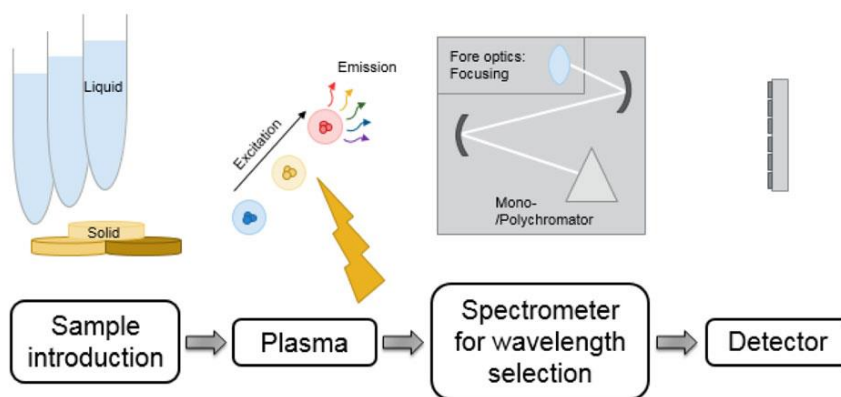 Liquid
Solid
Excitation
Emission
Fore optics:
Focusing
Mono-
/Polychromator
Sample
introduction
Plasma
Spectrometer
for wavelength
selection
Detector